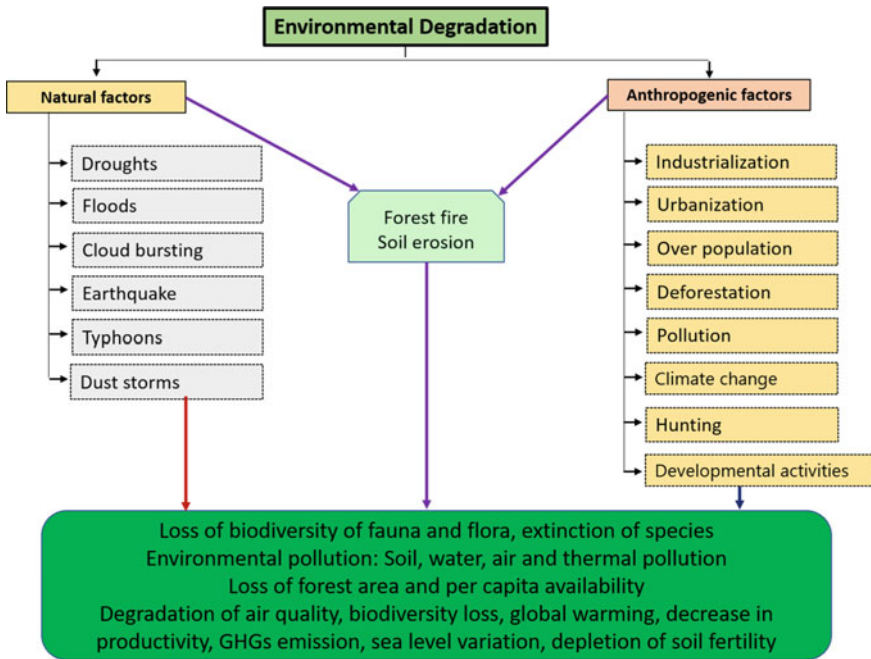 Environmental Degradation
Natural factors
Anthropogenic factors
Droughts
Floods
Cloud bursting
Earthquake
Typhoons
Dust storms
Forest fire
Soil erosion
Industrialization
Urbanization
Over population
Deforestation
Pollution
Climate change
Hunting
Developmental activities
Loss of biodiversity of fauna and flora, extinction of species
Environmental pollution: Soil, water, air and thermal pollution
Loss of forest area and per capita availability
Degradation of air quality, biodiversity loss, global warming, decrease in
productivity, GHGs emission, sea level variation, depletion of soil fertility